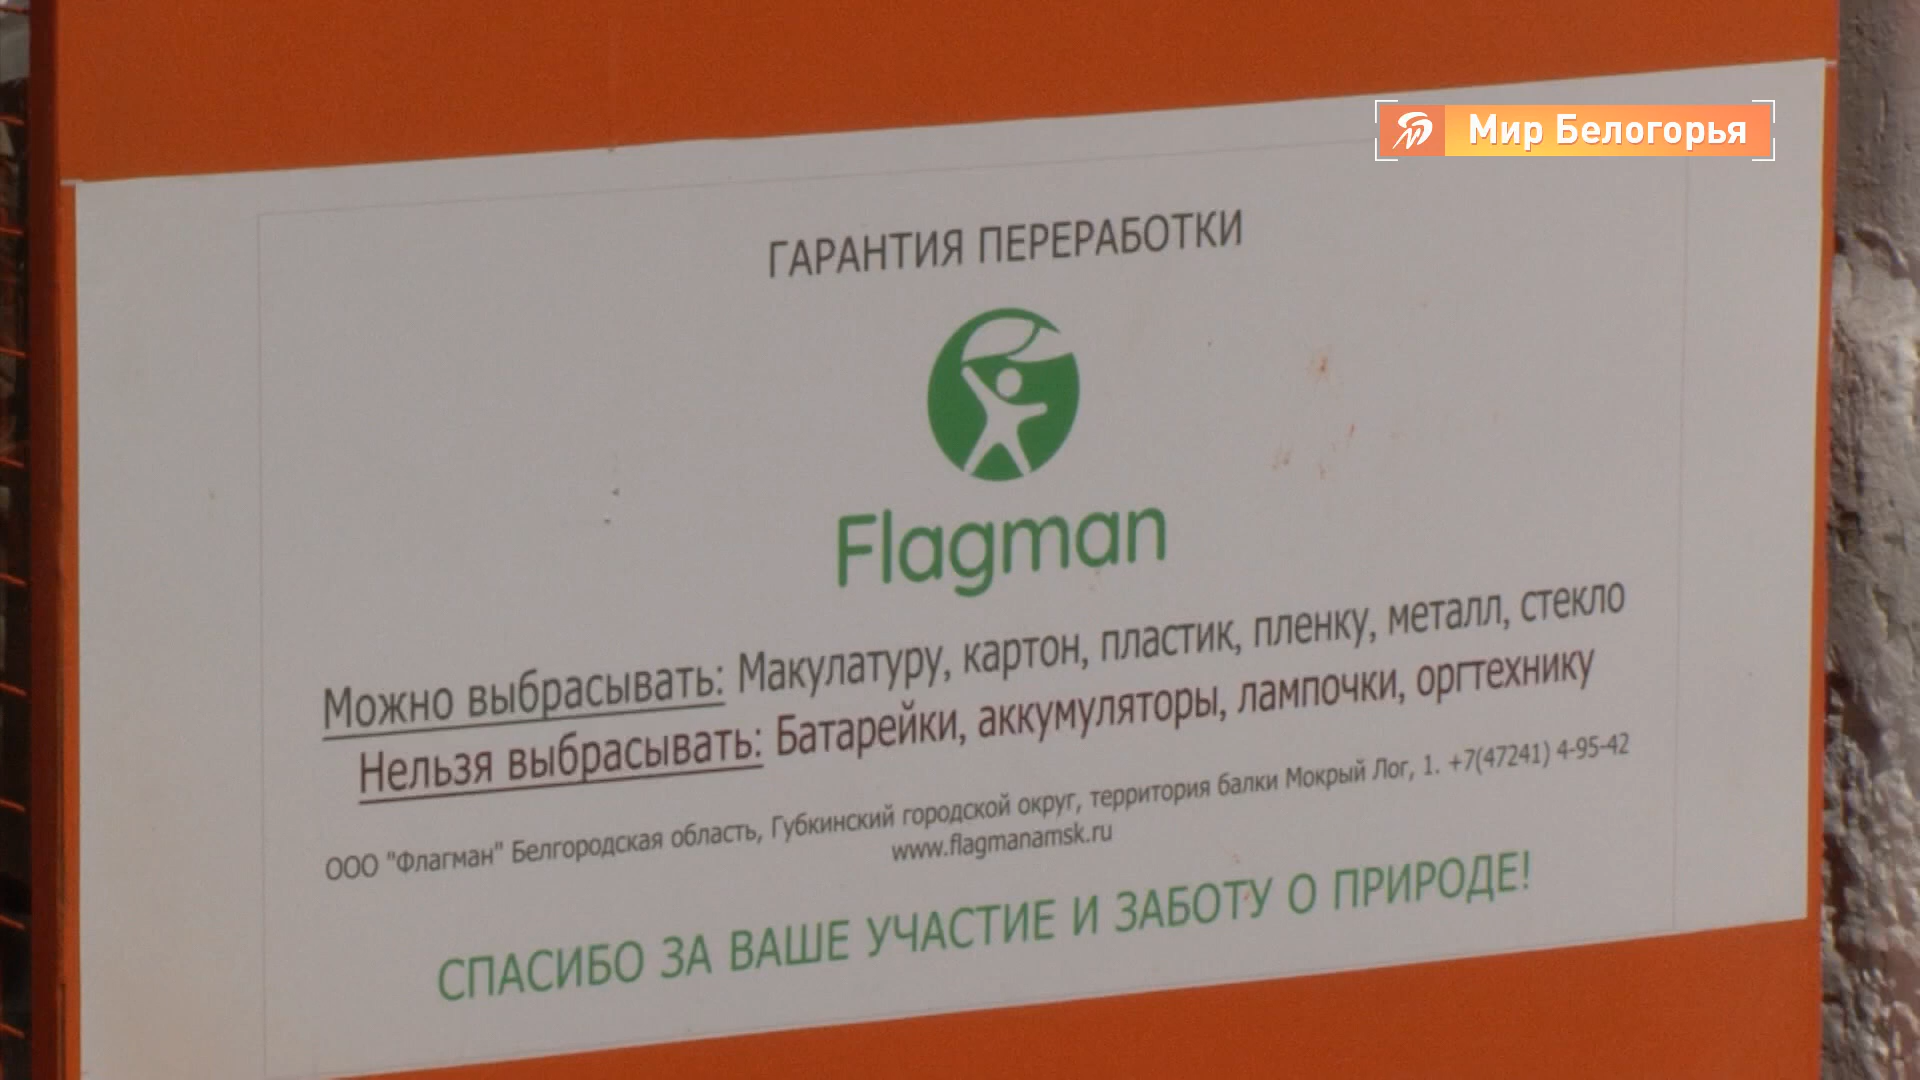 Мир Белогорья
ГАРАНТИЯ ПЕРЕРАБОТКИ
Flagman
Можно выбрасывать: Макулатуру, картон, пластик, пленку, металл, стекло
Нельзя выбрасывать: Батарейки, аккумуляторы, лампочки, оргтехнику
ООО "Флагман" Белгородская область, Губкинский городской округ, территория балки Мокрый Лог, 1. +7(47241) 4-95-42
www.flagmanamsk.ru
СПАСИБО ЗА ВАШЕ УЧАСТИЕ И ЗАБОТУ О ПРИРОДЕ!